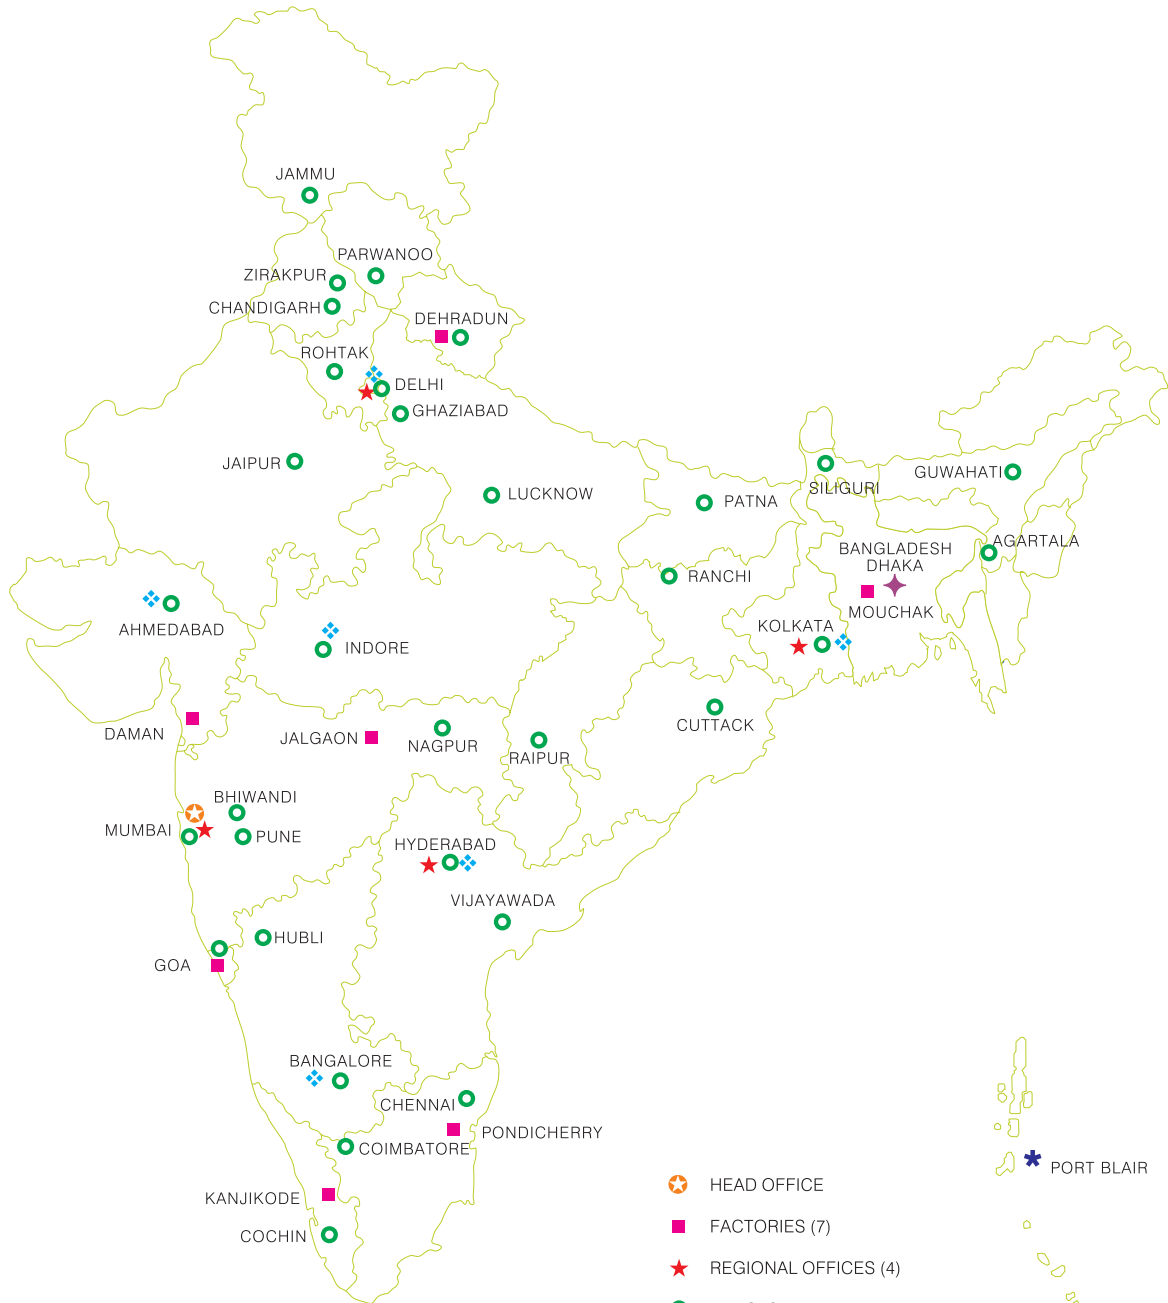 JAMMU
PARWANOO
ZIRAKPUR
CHANDIGARH
DEHRADUN
ROHTAK
DELHI
GHAZIABAD
JAIPUR
LUCKNOW
PATNA
SILIGURI
GUWAHATI
AGARTALA
BANGLADESH
DHAKA
MOUCHAK
RANCHI
KOLKATA
AHMEDABAD
INDORE
CUTTACK
DAMAN
JALGAON
NAGPUR
RAIPUR
BHIWANDI
MUMBAI
PUNE
HYDERABAD
VIJAYAWADA
HUBLI
GOA
BANGALORE
CHENNAI
PONDICHERRY
COIMBATORE
KANJIKODE
COCHIN
PORT BLAIR
HEAD OFFICE
FACTORIES (7)
REGIONAL OFFICES (4)